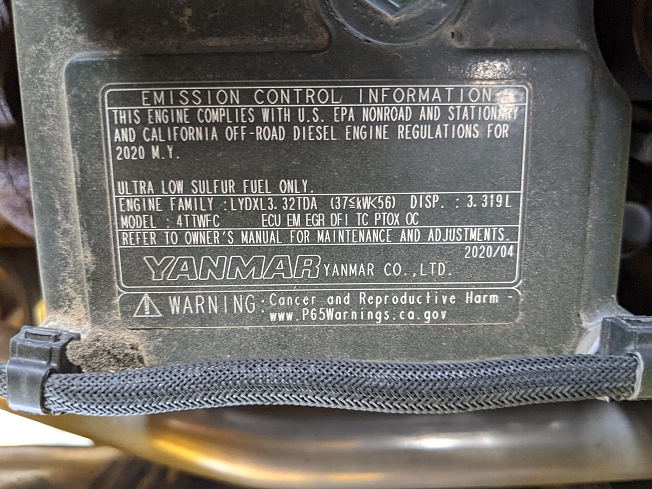 EMISSION CONTROL INFORMATION
THIS ENGINE COMPLIES WITH U.S. EPA NONROAD AND STATIONARY
AND CALIFORNIA OFF-ROAD DIESEL ENGINE REGULATIONS FOR
2020 M.Y.
ULTRA LOW SULFUR FUEL ONLY.
ENGINE FAMILY : LYDXL3.32TDA (37≦kW<56) DISP. : 3.319L
MODEL : 4TTWFC ECU EM EGR DFI TC PTOX OC
REFER TO OWNER'S MANUAL FOR MAINTENANCE AND ADJUSTMENTS.
2020/04
YANMAR YANMAR CO.,LTD.
WARNING: Cancer and Reproductive Harm -
www.P65Warnings.ca.gov